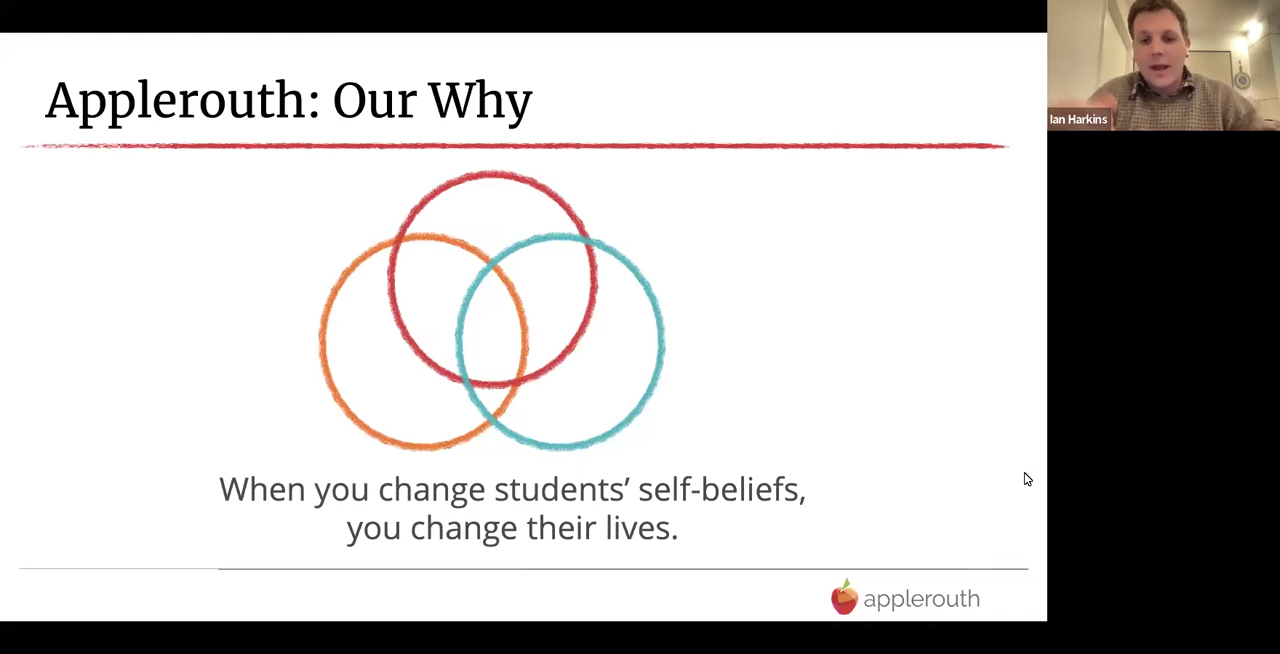 Applerouth: Our Why
Ian Harkins
When you change students’ self-beliefs,
you change their lives.
applerouth